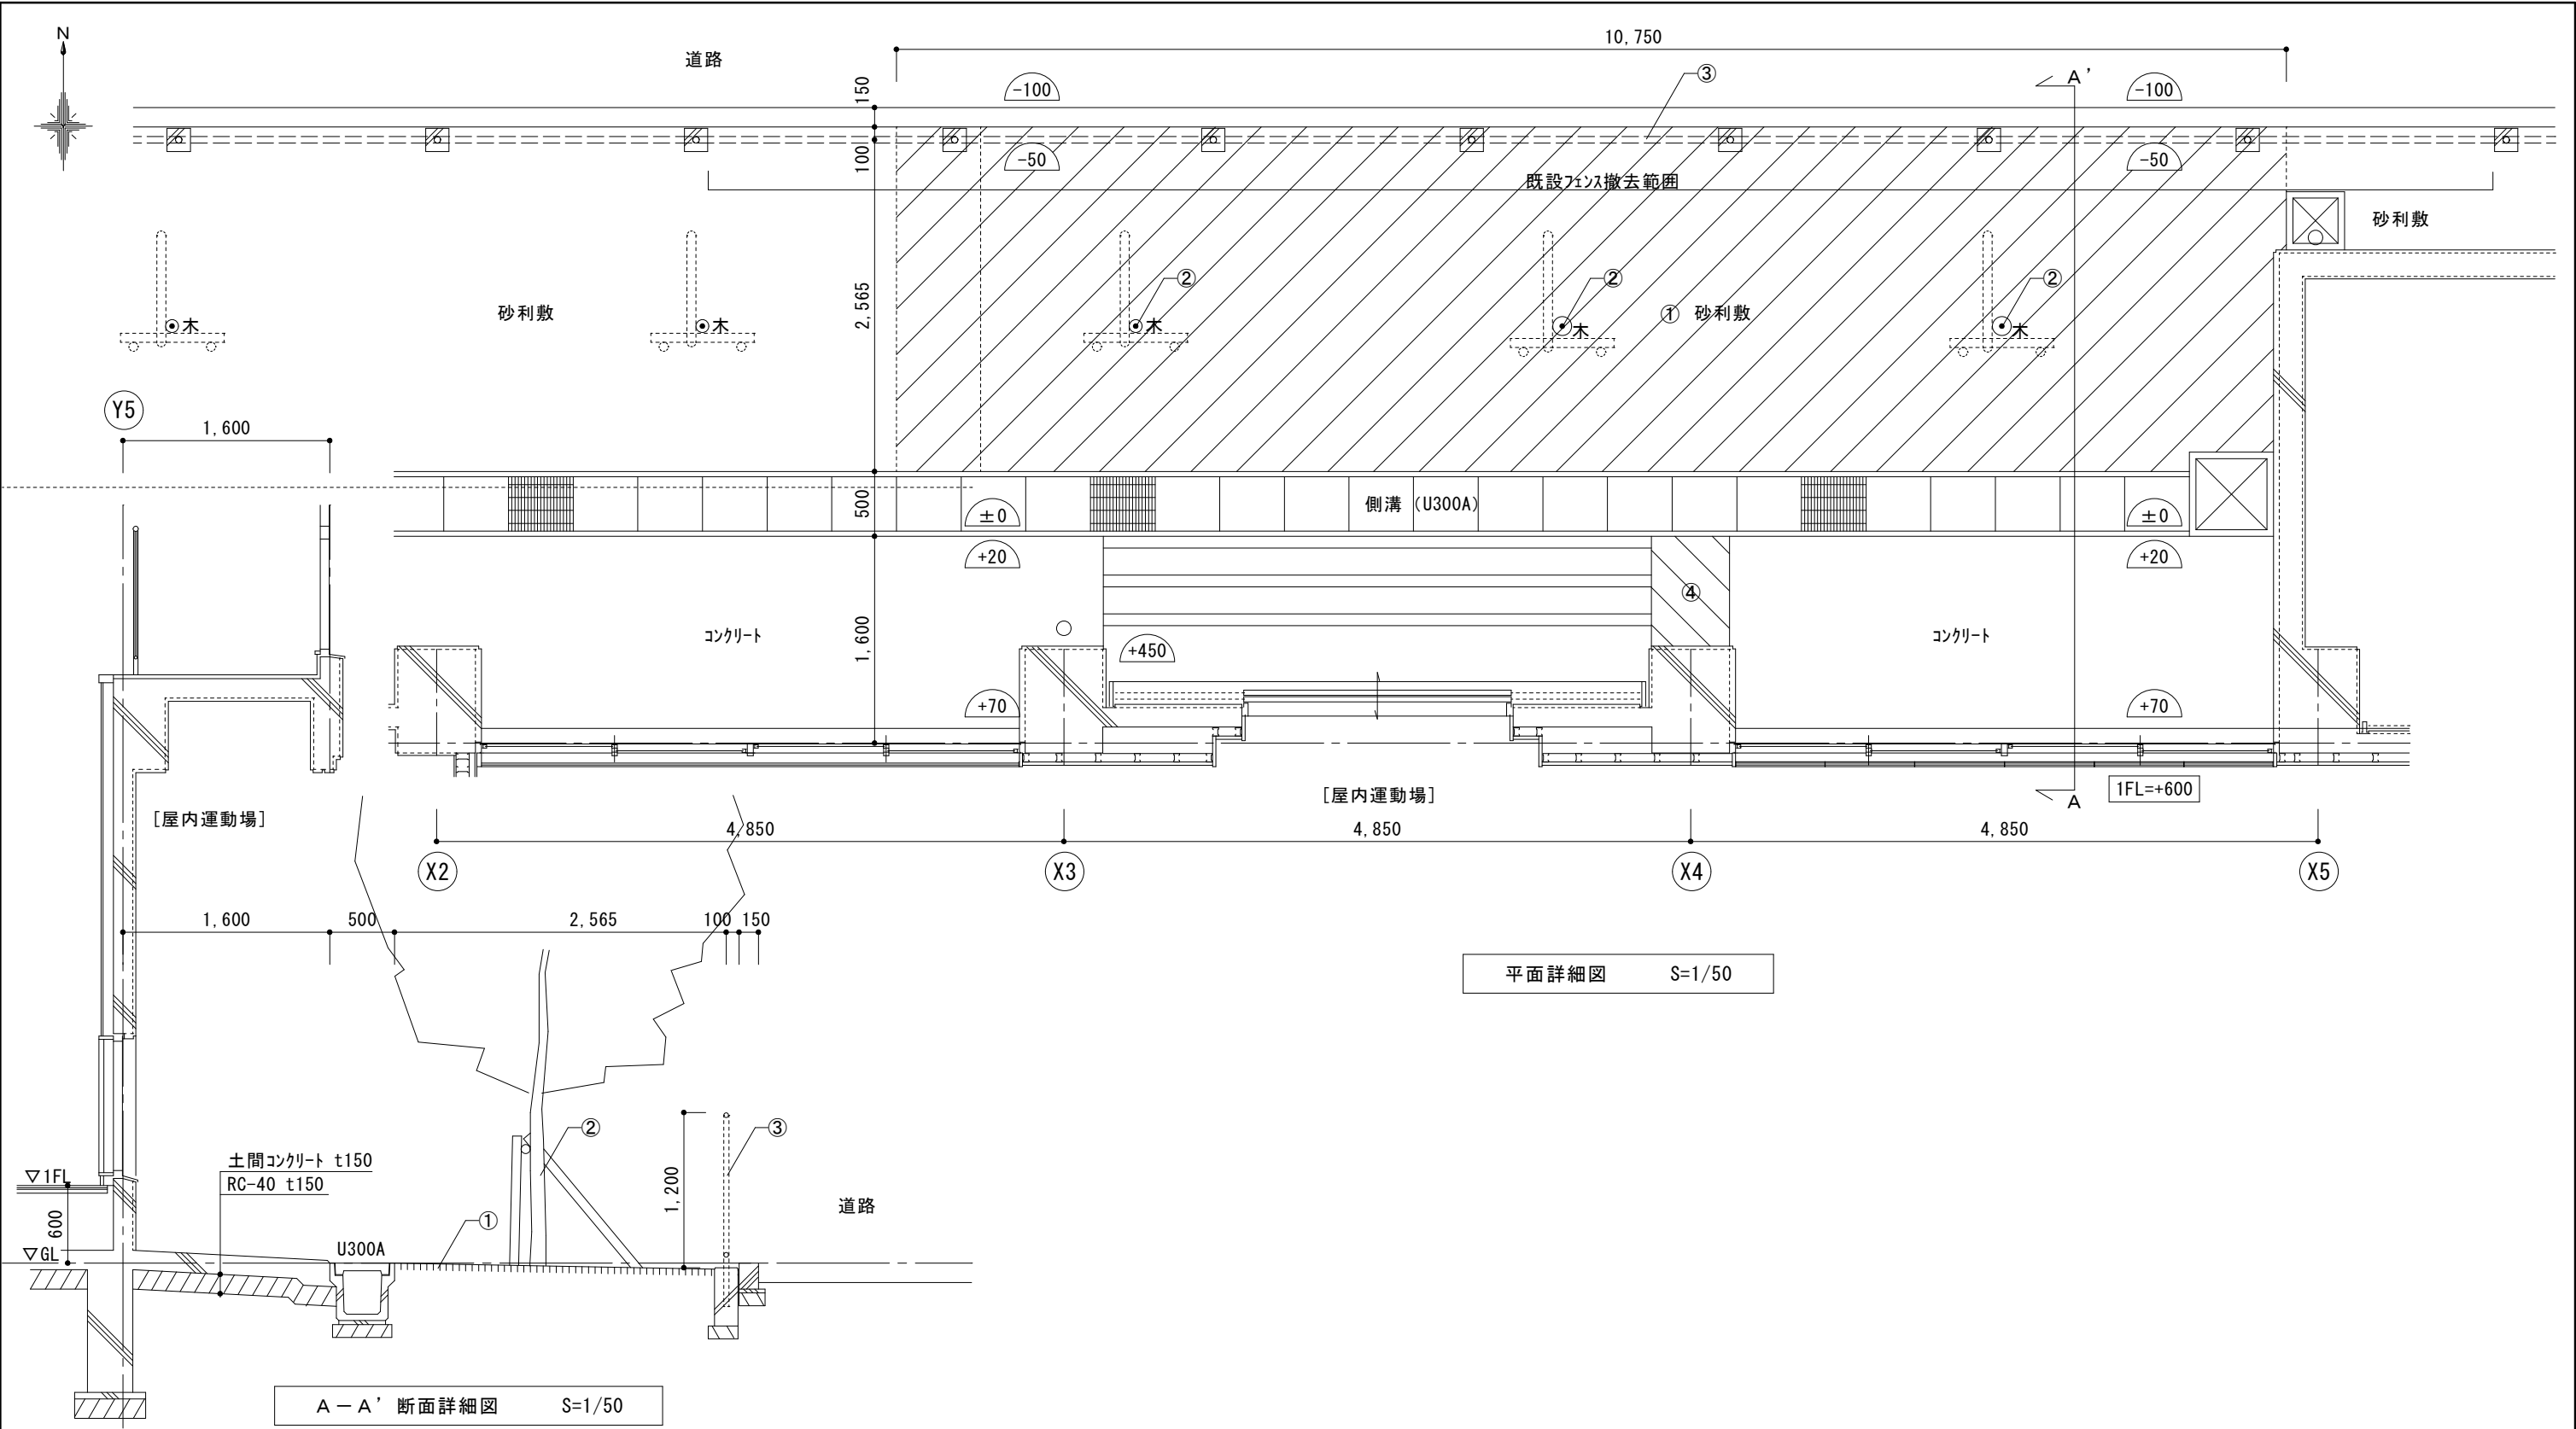 N
道路
10,750
③
A'
150
-100
-100
100
-50
-50
既設フェンス撤去範囲
砂利敷
②
②
②
2,565
砂利敷
① 砂利敷
木
木
木
木
木
Y5
1,600
500
側溝 (U300A)
±0
±0
+20
+20
④
1,600
コンクリート
コンクリート
+450
+70
+70
[屋内運動場]
[屋内運動場]
A
1FL=+600
4,850
4,850
4,850
X2
X3
X4
X5
1,600
500
2,565
100
150
平面詳細図 S=1/50
②
③
土間コンクリート t150
RC-40 t150
▽1FL
1,200
道路
600
①
▽GL
U300A
A-A' 断面詳細図 S=1/50